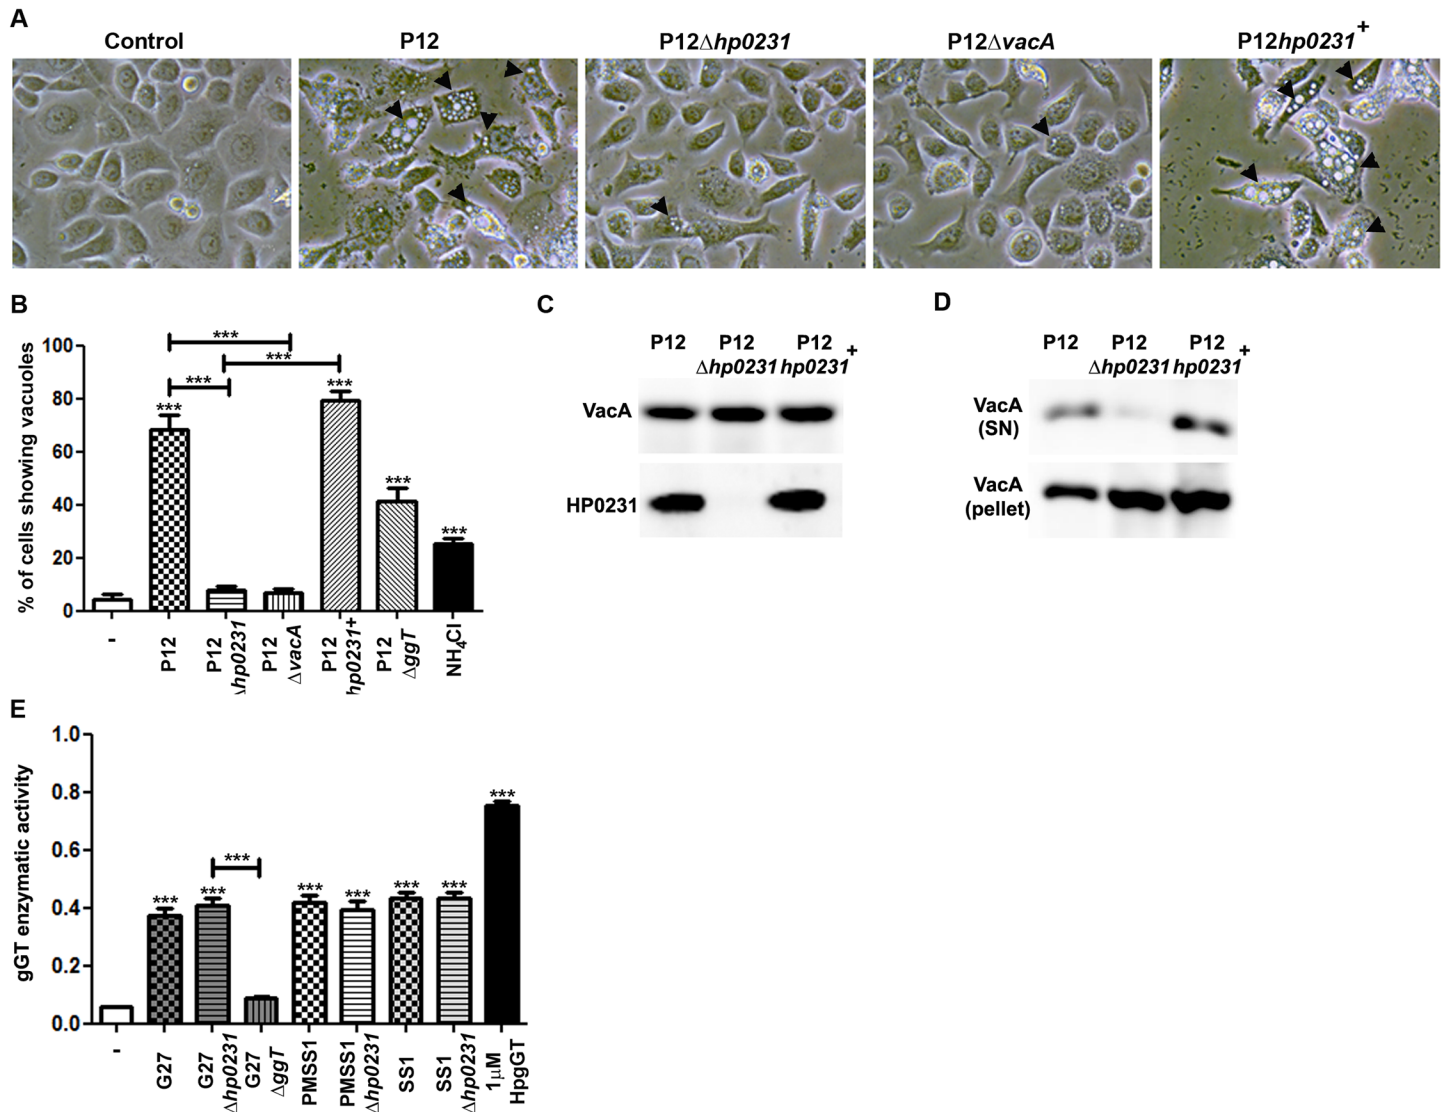 A
Control
P12
P12Δhp0231
P12ΔvacA
P12hp0231+
B
% of cells showing vacuoles
100
80
60
40
20
0
***
***
***
***
***
***
***
-
P12
P12 Δhp0231
P12 ΔvacA
P12 hp0231+
P12 ΔggT
NH4Cl
C
P12
P12 Δhp0231
P12 hp0231+
VacA
HP0231
D
P12
P12 Δhp0231
P12 hp0231+
VacA
(SN)
VacA
(pellet)
E
gGT enzymatic activity
1.0
0.8
0.6
0.4
0.2
0.0
***
***
***
***
***
***
***
***
-
G27
G27 Δhp0231
G27 ΔggT
PMSS1
PMSS1 Δhp0231
SS1
SS1 Δhp0231
1µM HpgGT